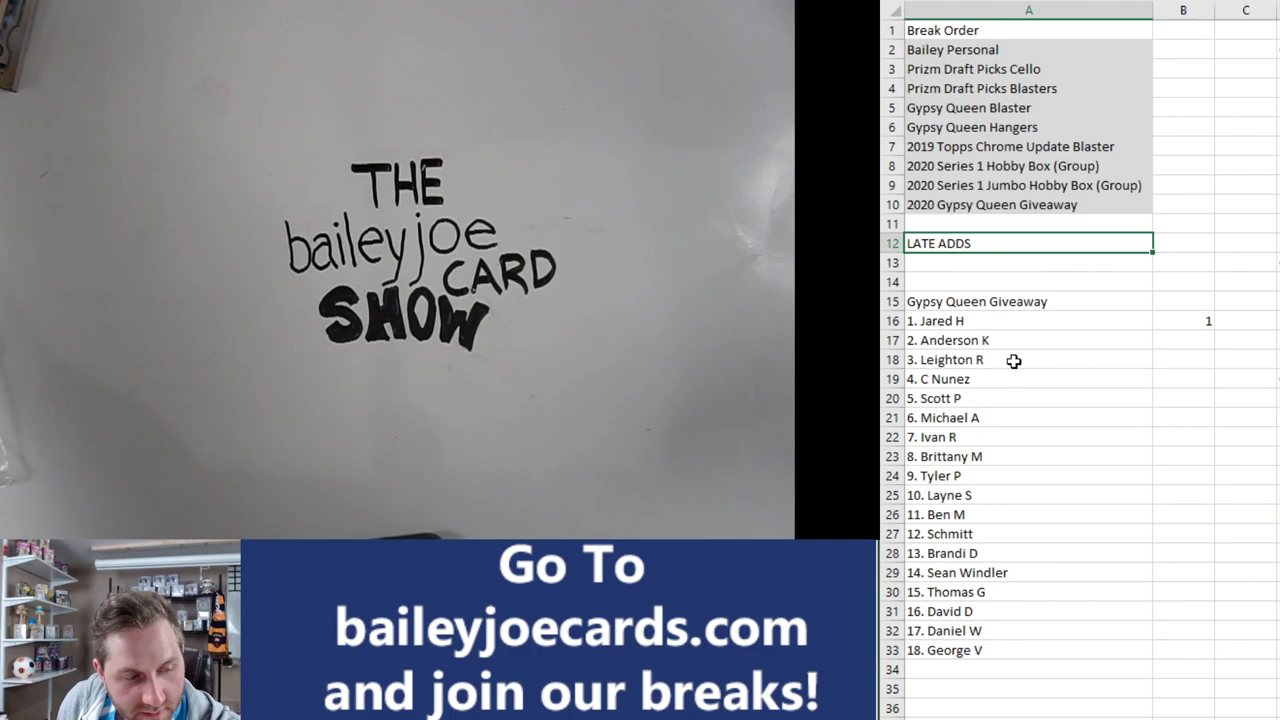 THE
baileyjoe
CARD
SHOW
Go To
baileyjoecards.com
and join our breaks!
A B C
1 Break Order
2 Bailey Personal
3 Prizm Draft Picks Cello
4 Prizm Draft Picks Blasters
5 Gypsy Queen Blaster
6 Gypsy Queen Hangers
7 2019 Topps Chrome Update Blaster
8 2020 Series 1 Hobby Box (Group)
9 2020 Series 1 Jumbo Hobby Box (Group)
10 2020 Gypsy Queen Giveaway
11
12 LATE ADDS
13
14
15 Gypsy Queen Giveaway
16 1. Jared H 1
17 2. Anderson K
18 3. Leighton R
19 4. C Nunez
20 5. Scott P
21 6. Michael A
22 7. Ivan R
23 8. Brittany M
24 9. Tyler P
25 10. Layne S
26 11. Ben M
27 12. Schmitt
28 13. Brandi D
29 14. Sean Windler
30 15. Thomas G
31 16. David D
32 17. Daniel W
33 18. George V
34
35
36